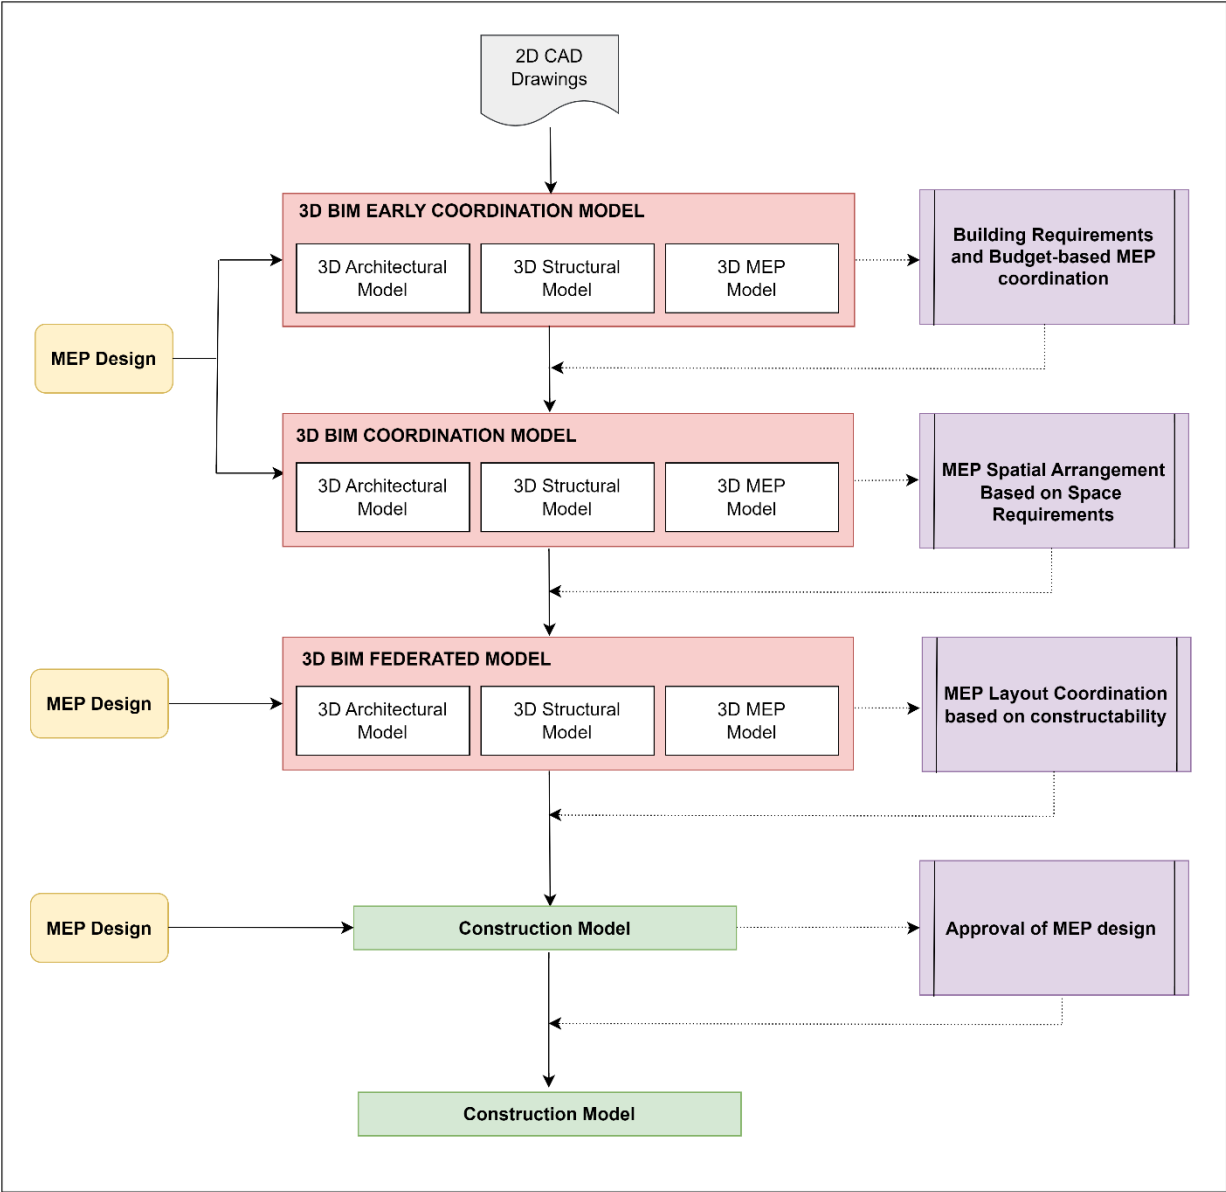 2D CAD
Drawings
3D BIM EARLY COORDINATION MODEL
3D Architectural
Model
3D Structural
Model
3D MEP
Model
Building Requirements
and Budget-based MEP
coordination
MEP Design
3D BIM COORDINATION MODEL
3D Architectural
Model
3D Structural
Model
3D MEP
Model
MEP Spatial Arrangement
Based on Space
Requirements
3D BIM FEDERATED MODEL
3D Architectural
Model
3D Structural
Model
3D MEP
Model
MEP Design
MEP Layout Coordination
based on constructability
MEP Design
Construction Model
Approval of MEP design
Construction Model